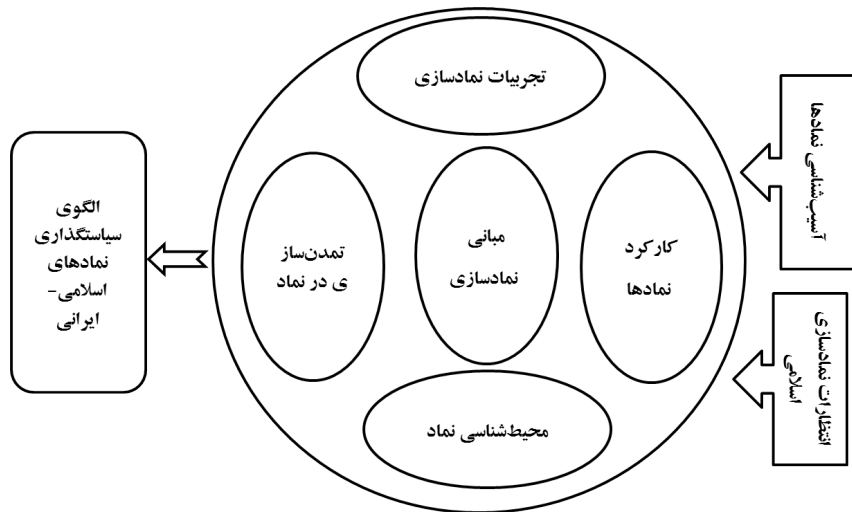 تجربیات نمادسازی
آسیب‌شناسی نمادها
کارکرد
نمادها
مبانی
نمادسازی
تمدن‌ساز
ی در نماد
الگوی
سیاستگذاری
نمادهای
اسلامی-
ایرانی
انتظارات نمادسازی
اسلامی
محیط‌شناسی نماد